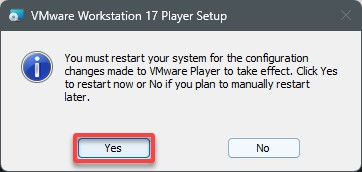 VMware Workstation 17 Player Setup
You must restart your system for the configuration
changes made to VMware Player to take effect. Click Yes
to restart now or No if you plan to manually restart
later.
Yes
No